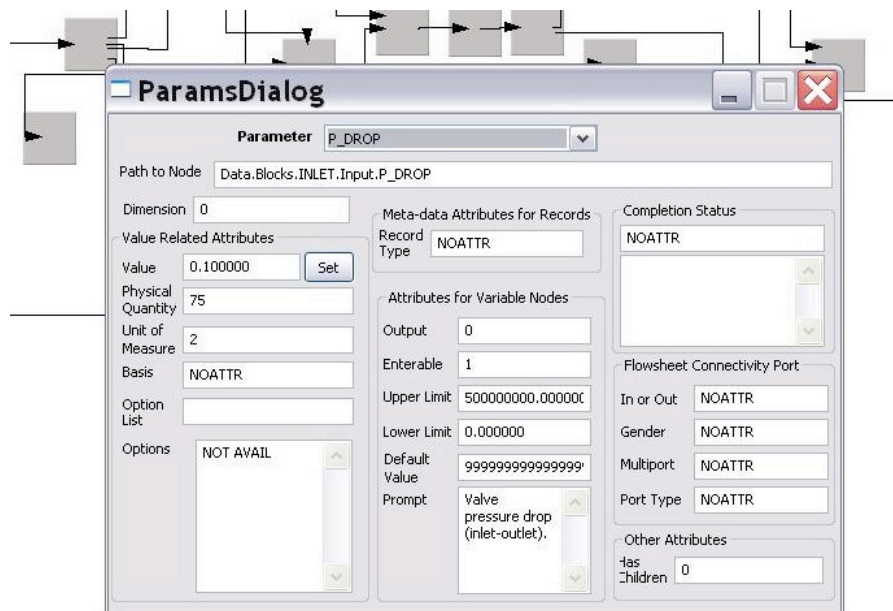 ParamsDialog
Parameter P_DROP
Path to Node Data.Blocks.INLET.Input.P_DROP
Dimension 0
Value Related Attributes
Value 0.100000 Set
Physical
Quantity 75
Unit of
Measure 2
Basis NOATTR
Option
List
Options NOT AVAIL
Meta-data Attributes for Records
Record
Type NOATTR
Attributes for Variable Nodes
Output 0
Enterable 1
Upper Limit 500000000.00000
Lower Limit 0.000000
Default
Value
Prompt Valve
pressure drop
(inlet-outlet).
Completion Status
NOATTR
Flowsheet Connectivity Port
In or Out NOATTR
Gender NOATTR
Multiport NOATTR
Port Type NOATTR
Other Attributes
Has
Children 0